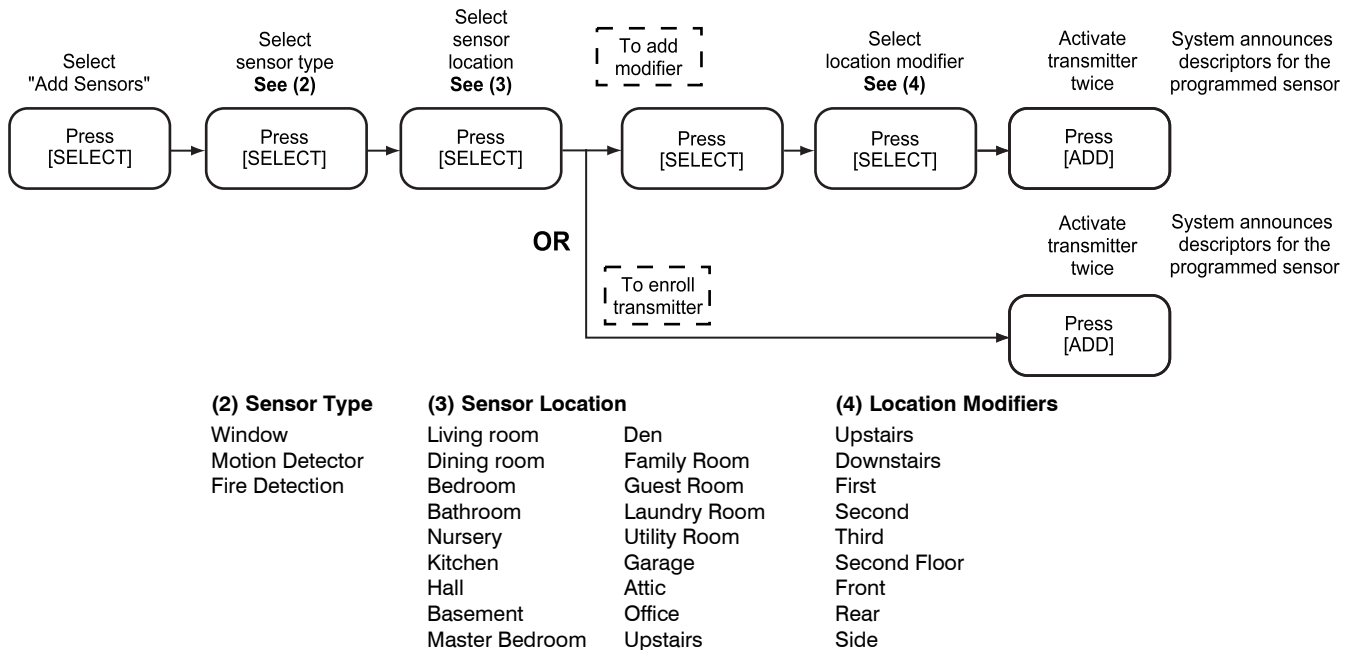 Select
"Add Sensors"
Press
[SELECT]
Select
sensor type
See (2)
Press
[SELECT]
Select
sensor
location
See (3)
Press
[SELECT]
To add
modifier
Press
[SELECT]
Select
location modifier
See (4)
Press
[SELECT]
Activate
transmitter
twice
Press
[ADD]
System announces
descriptors for the
programmed sensor
OR
To enroll
transmitter
Activate
transmitter
twice
Press
[ADD]
System announces
descriptors for the
programmed sensor
(2) Sensor Type
Window
Motion Detector
Fire Detection
(3) Sensor Location
Living room
Dining room
Bedroom
Bathroom
Nursery
Kitchen
Hall
Basement
Master Bedroom
Den
Family Room
Guest Room
Laundry Room
Utility Room
Garage
Attic
Office
Upstairs
(4) Location Modifiers
Upstairs
Downstairs
First
Second
Third
Second Floor
Front
Rear
Side